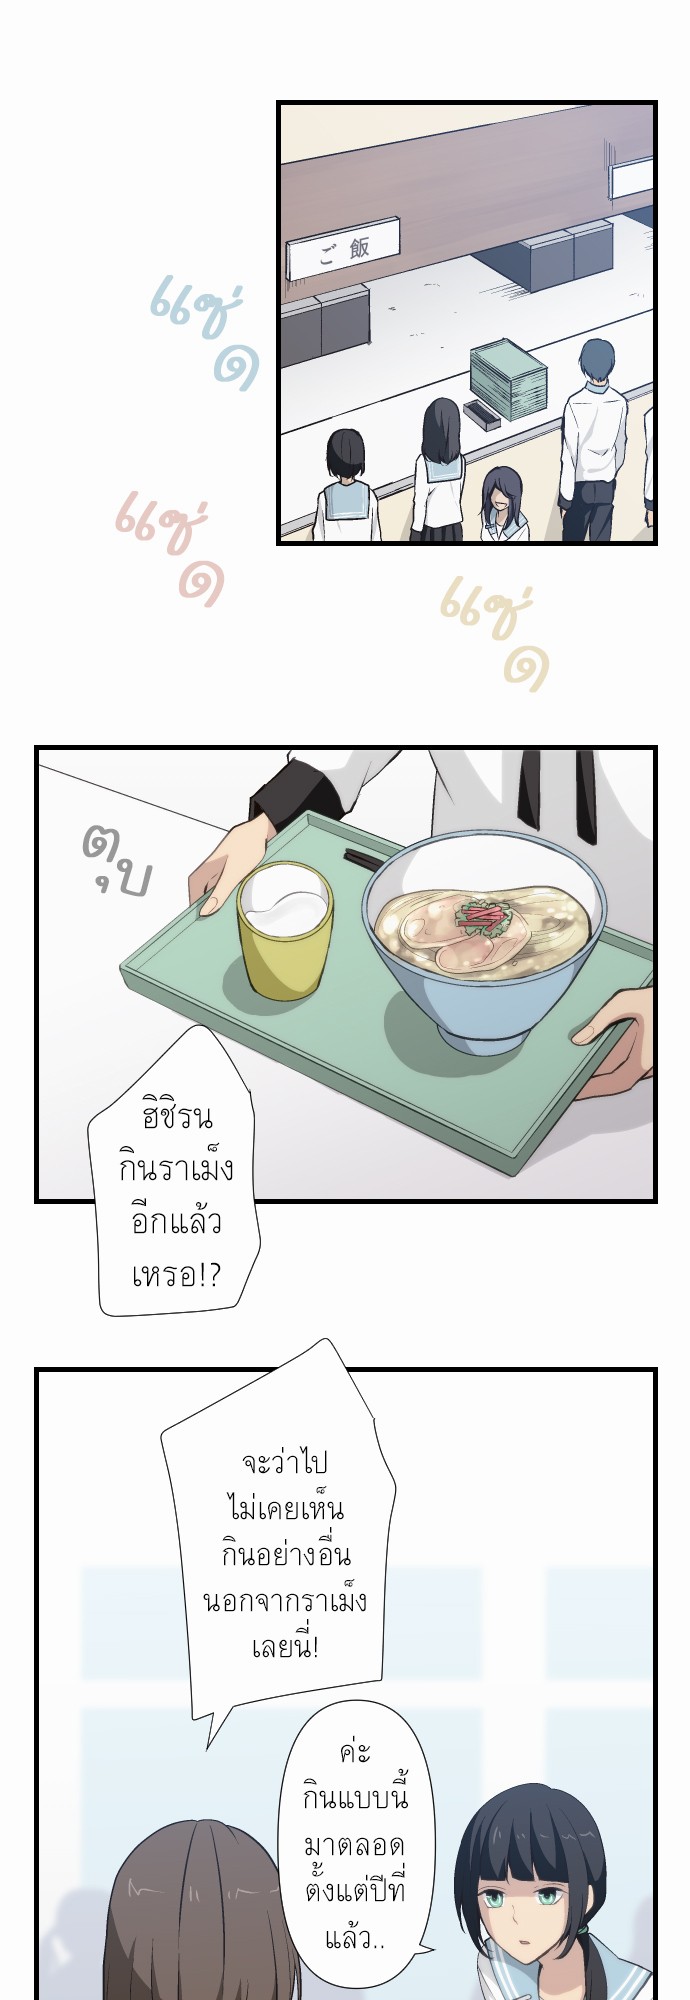 ご飯
แซ่
ด
แซ่
ด
แซ่
ด
ตุบ
ฮิชิรน
กินราเม็ง
อีกแล้ว
เหรอ!?
จะว่าไป
ไม่เคยเห็น
กินอย่างอื่น
นอกจากราเม็ง
เลยนี่!
ค่ะ
กินแบบนี้
มาตลอด
ตั้งแต่ปีที่
แล้ว..